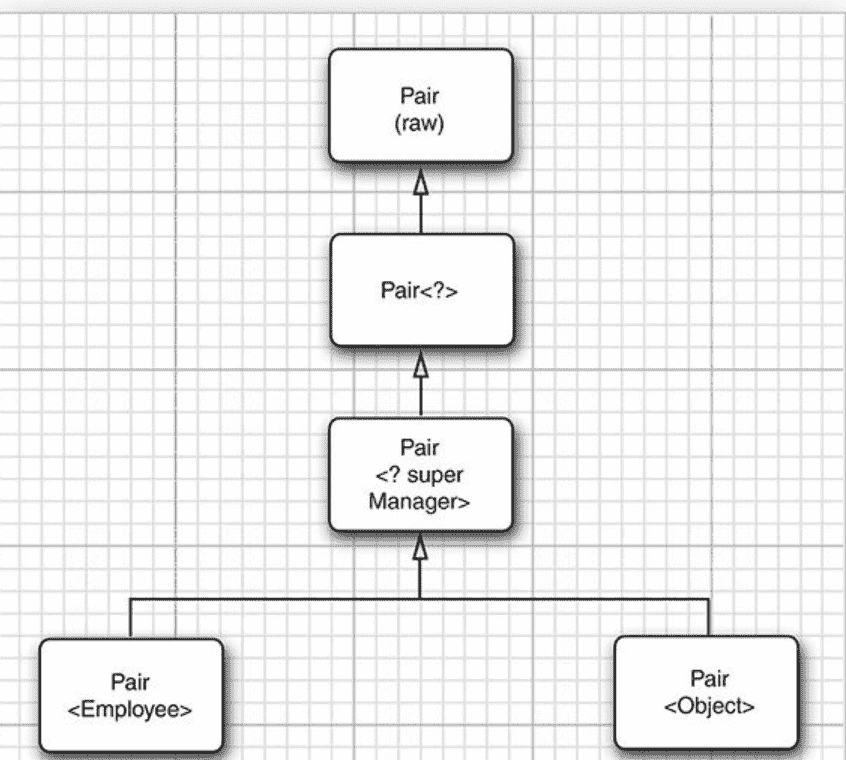 Pair
(raw)
Pair<?>
Pair
<? super
Manager>
Pair
<Employee>
Pair
<Object>